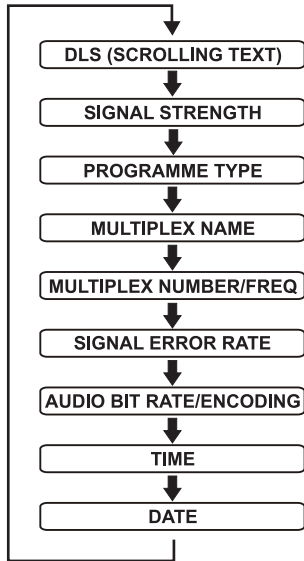 DLS (SCROLLING TEXT)
SIGNAL STRENGTH
PROGRAMME TYPE
MULTIPLEX NAME
MULTIPLEX NUMBER/FREQ
SIGNAL ERROR RATE
AUDIO BIT RATE/ENCODING
TIME
DATE